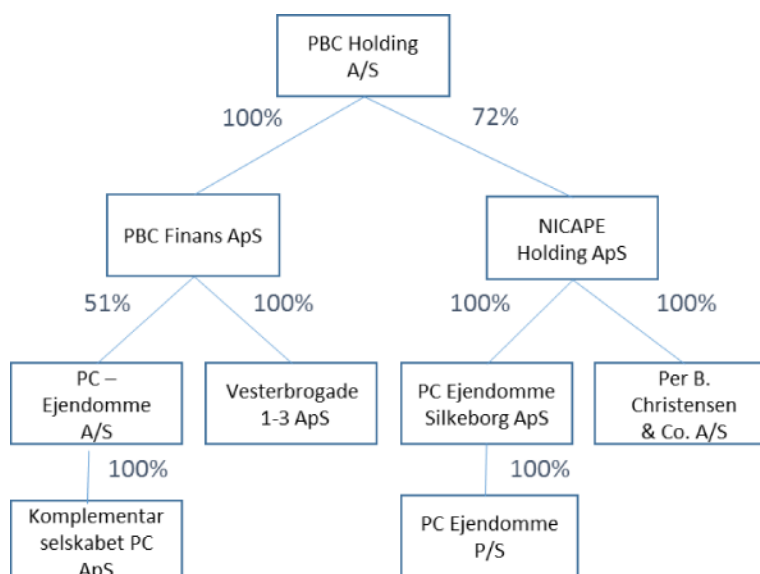 PBC Holding
A/S
100%
72%
PBC Finans ApS
NICAPE
Holding ApS
51%
100%
100%
100%
PC –
Ejendomme
A/S
Vesterbrogade
1-3 ApS
PC Ejendomme
Silkeborg ApS
Per B.
Christensen
& Co. A/S
100%
100%
Komplementar
selskabet PC
ApS
PC Ejendomme
P/S